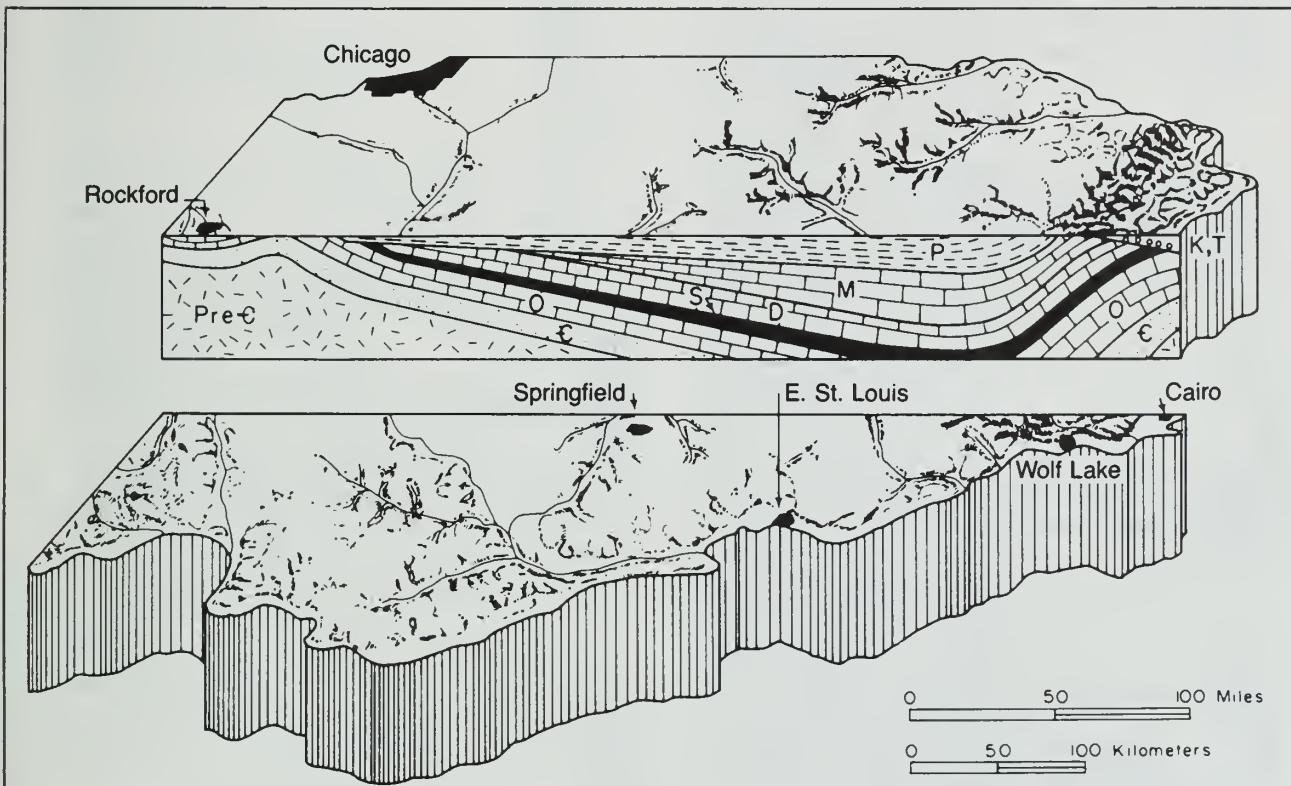 Chicago
Rockford
P
K,T
M
S
D
O
O
Pre-Є
Є
Є
Springfield
E. St. Louis
Cairo
Wolf Lake
0 50 100 Miles
0 50 100 Kilometers